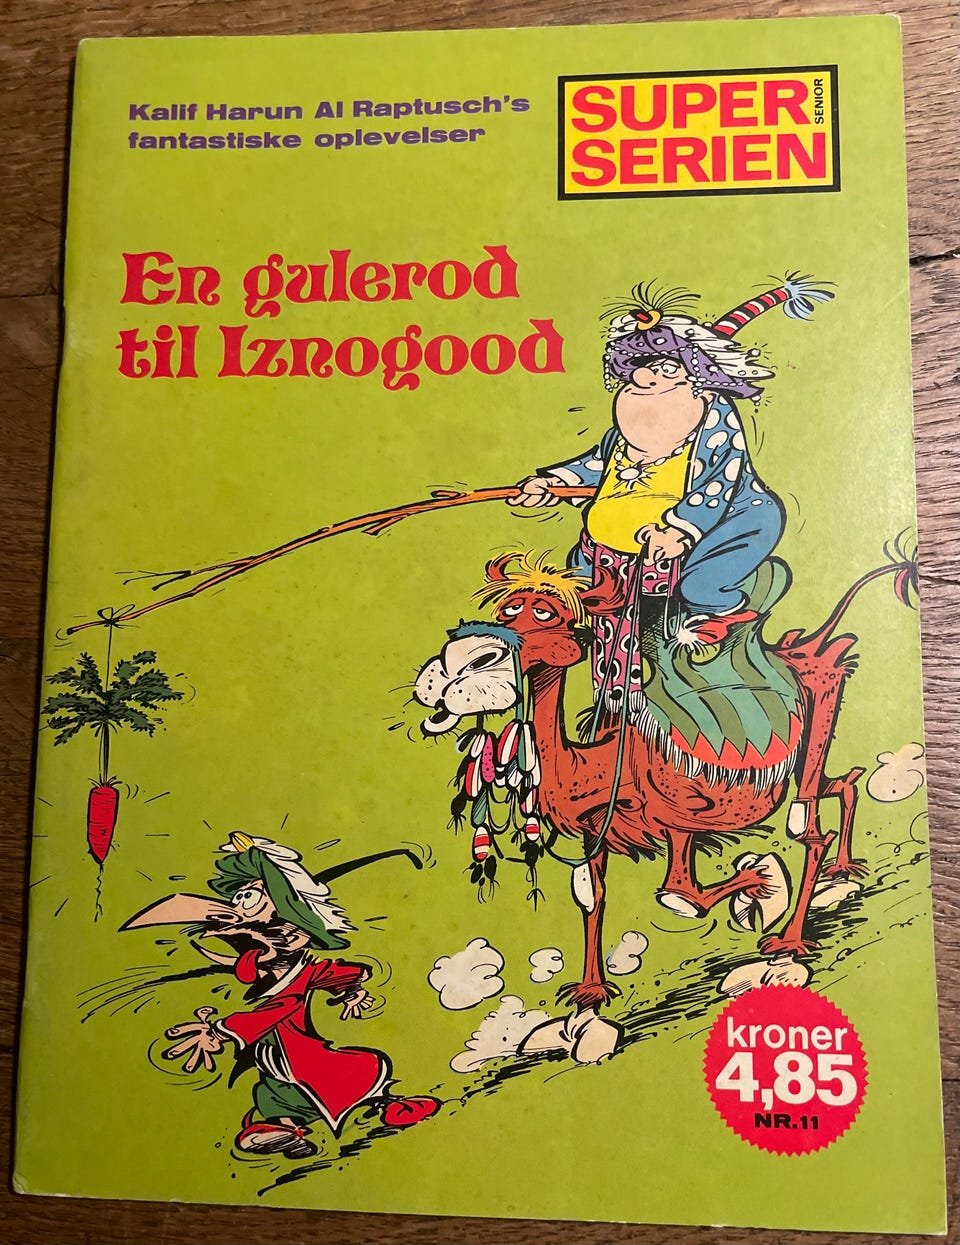 Kalif Harun Al Raptusch's
fantastiske oplevelser
SUPER
SERIEN
SENIOR
En gulerod
til Iznogood
kroner
4,85
NR.11